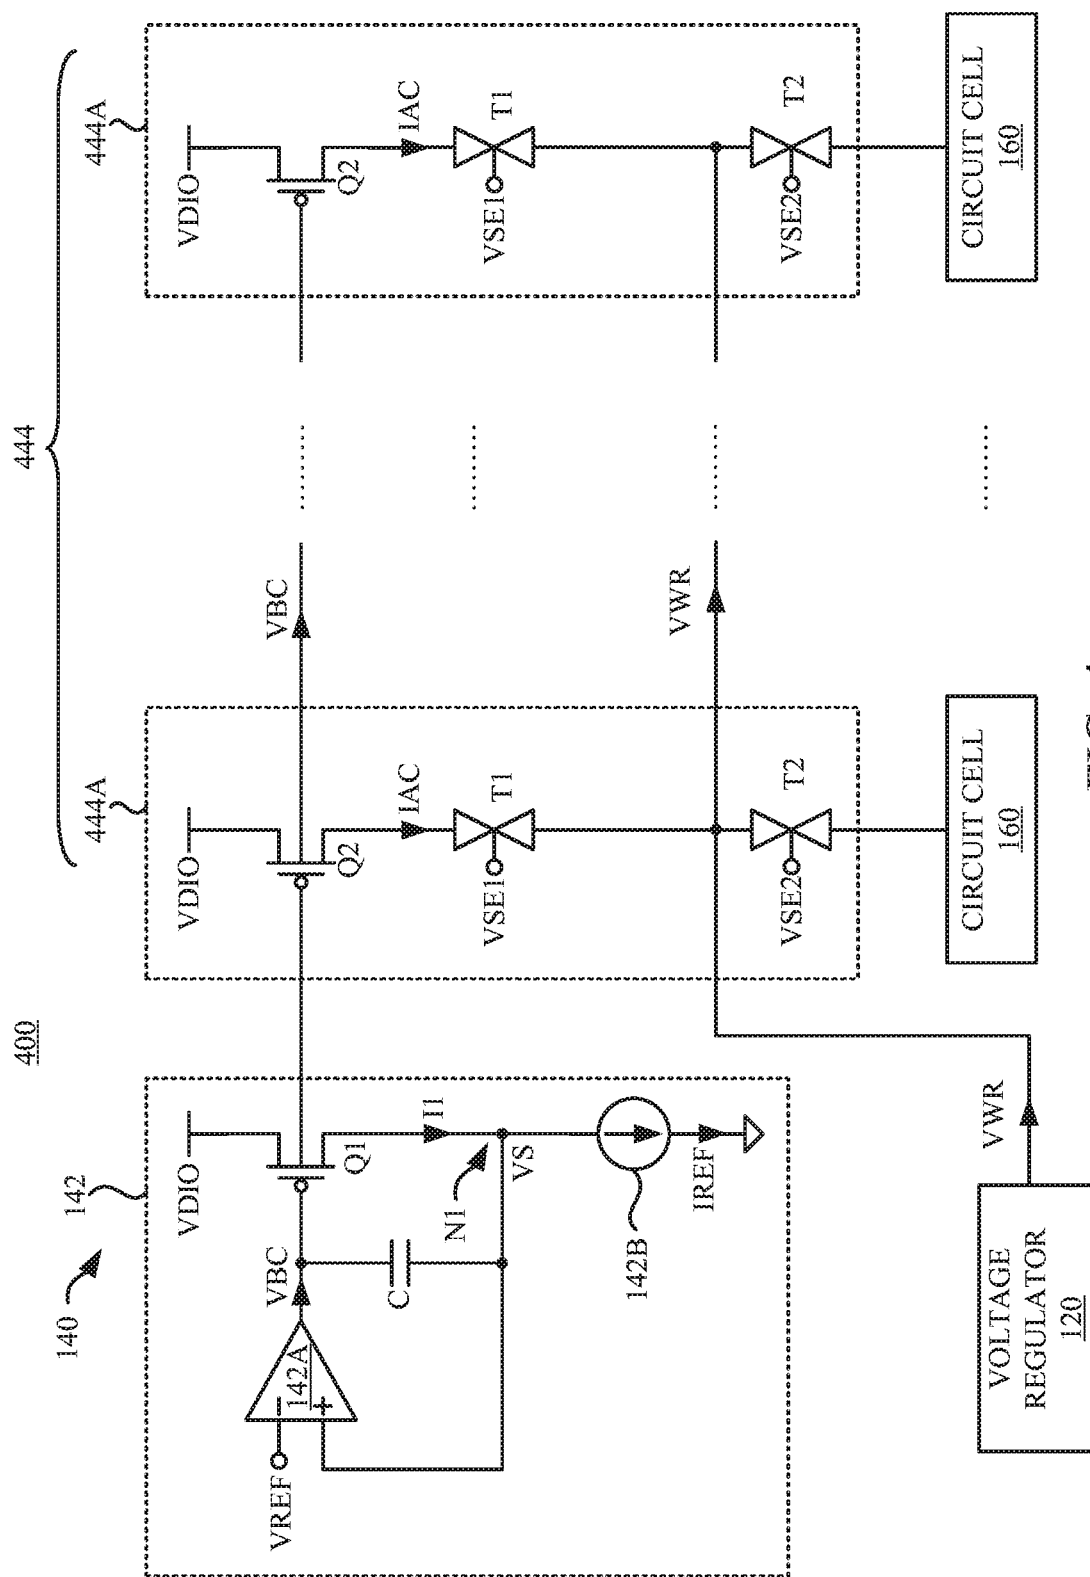 400
140
142
444
VDIO
VREF
142A
VBC
Q1
C
I1
N1
VS
142B
IREF
444A
VDIO
Q2
IAC
VSE1
T1
VSE2
T2
VBC
VWR
444A
VDIO
Q2
IAC
VSE1
T1
VSE2
T2
VOLTAGE
REGULATOR
120
VWR
CIRCUIT CELL
160
CIRCUIT CELL
160